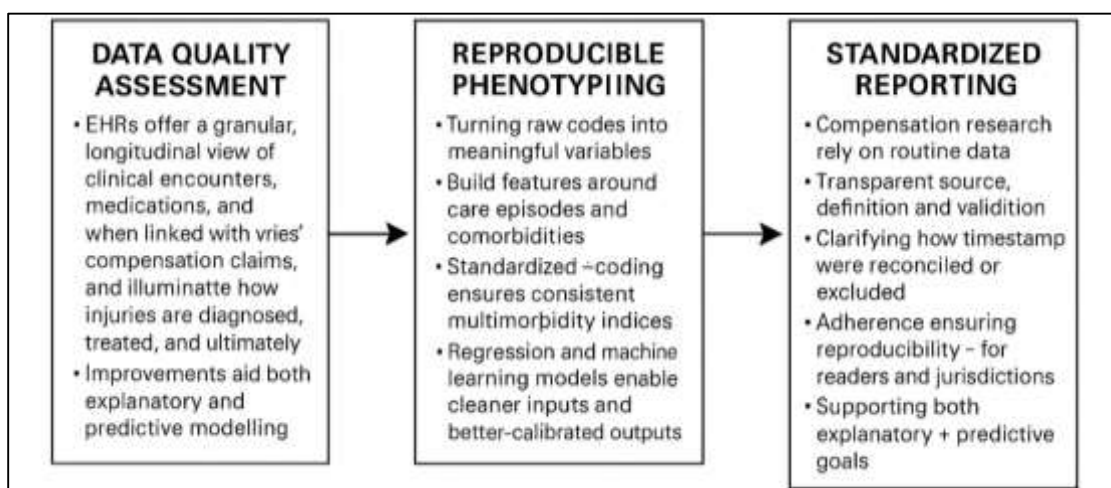 DATA QUALITY
ASSESSMENT
• EHRs offer a granular,
longitudinal view of
clinical encounters,
medications, and
when linked with vries'
compensation claims,
and illuminatte how
injuries are diagnosed,
treated, and ultimately
• Improvements aid both
explanatory and
predictive modelling
REPRODUCIBLE
PHENOTYPIING
• Turning raw codes into
meaningful variables
• Build features around
care episodes and
comorbidities
• Standardized ÷coding
ensures consistent
multimorþidity indices
• Regression and machine
learning models enable
cleaner inputs and
better-calibrated outputs
STANDARDIZED
REPORTING
• Compensation research
rely on routine data
• Transparent source,
definition and validition
• Clarifying how timestamp
were reconciled or
excluded
• Adherence ensuring
reproducibility – for
readers and jurisdictions
• Supporting both
explanatory + predictive
goals